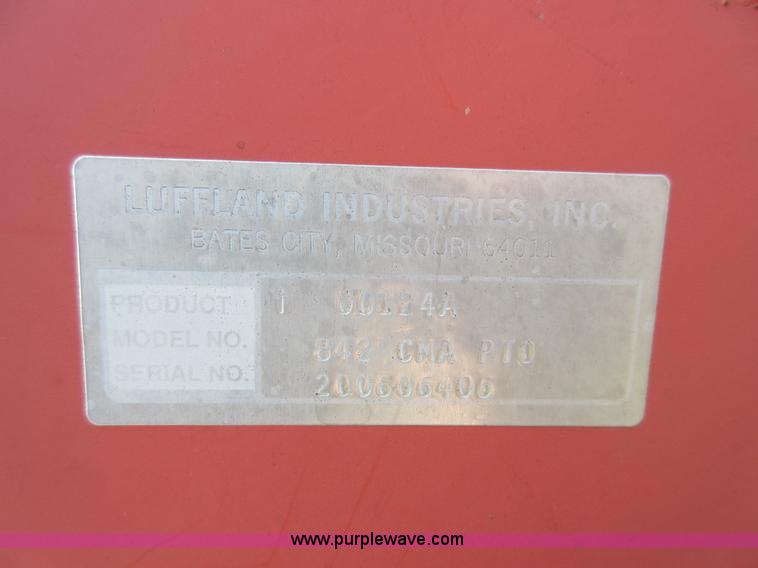 LUFFLAND INDUSTRIES, INC.
BATES CITY, MISSOURI 64011
PRODUCT 00124A
MODEL NO. 842 CMA PTO
SERIAL NO. 200606406
www.purplewave.com